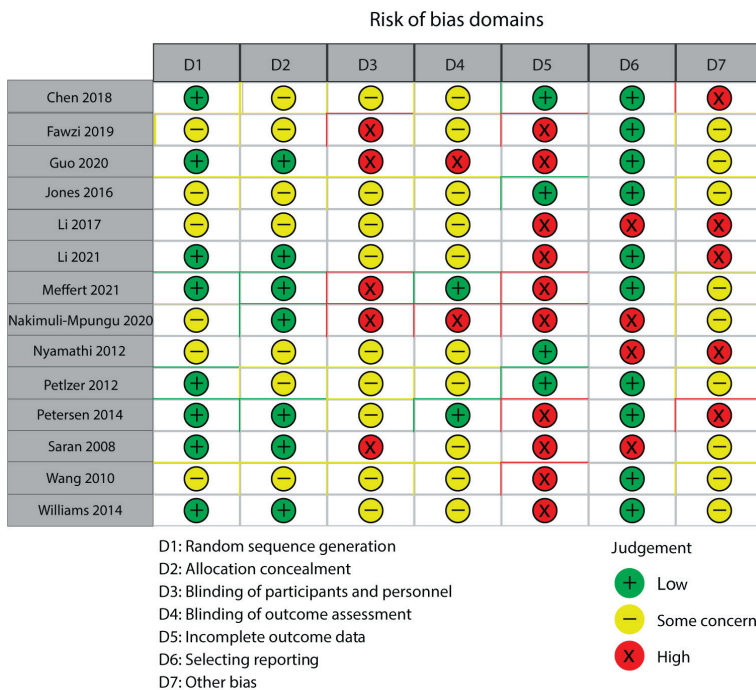 Risk of bias domains
D1 D2 D3 D4 D5 D6 D7
Chen 2018 + − − − + + X
Fawzi 2019 − − X − X + −
Guo 2020 + + X X X + −
Jones 2016 − − − − + + −
Li 2017 − − − − X X X
Li 2021 + + − − X + X
Meffert 2021 + + X + X + −
Nakimuli-Mpungu 2020 − + X X X X −
Nyamathi 2012 − − − − + X X
Petlzer 2012 + − − − + + −
Petersen 2014 + + − + X + X
Saran 2008 + + X − X X −
Wang 2010 − − − − X + −
Williams 2014 + + − − X + −
D1: Random sequence generation
D2: Allocation concealment
D3: Blinding of participants and personnel
D4: Blinding of outcome assessment
D5: Incomplete outcome data
D6: Selecting reporting
D7: Other bias
Judgement
+ Low
− Some concern
X High